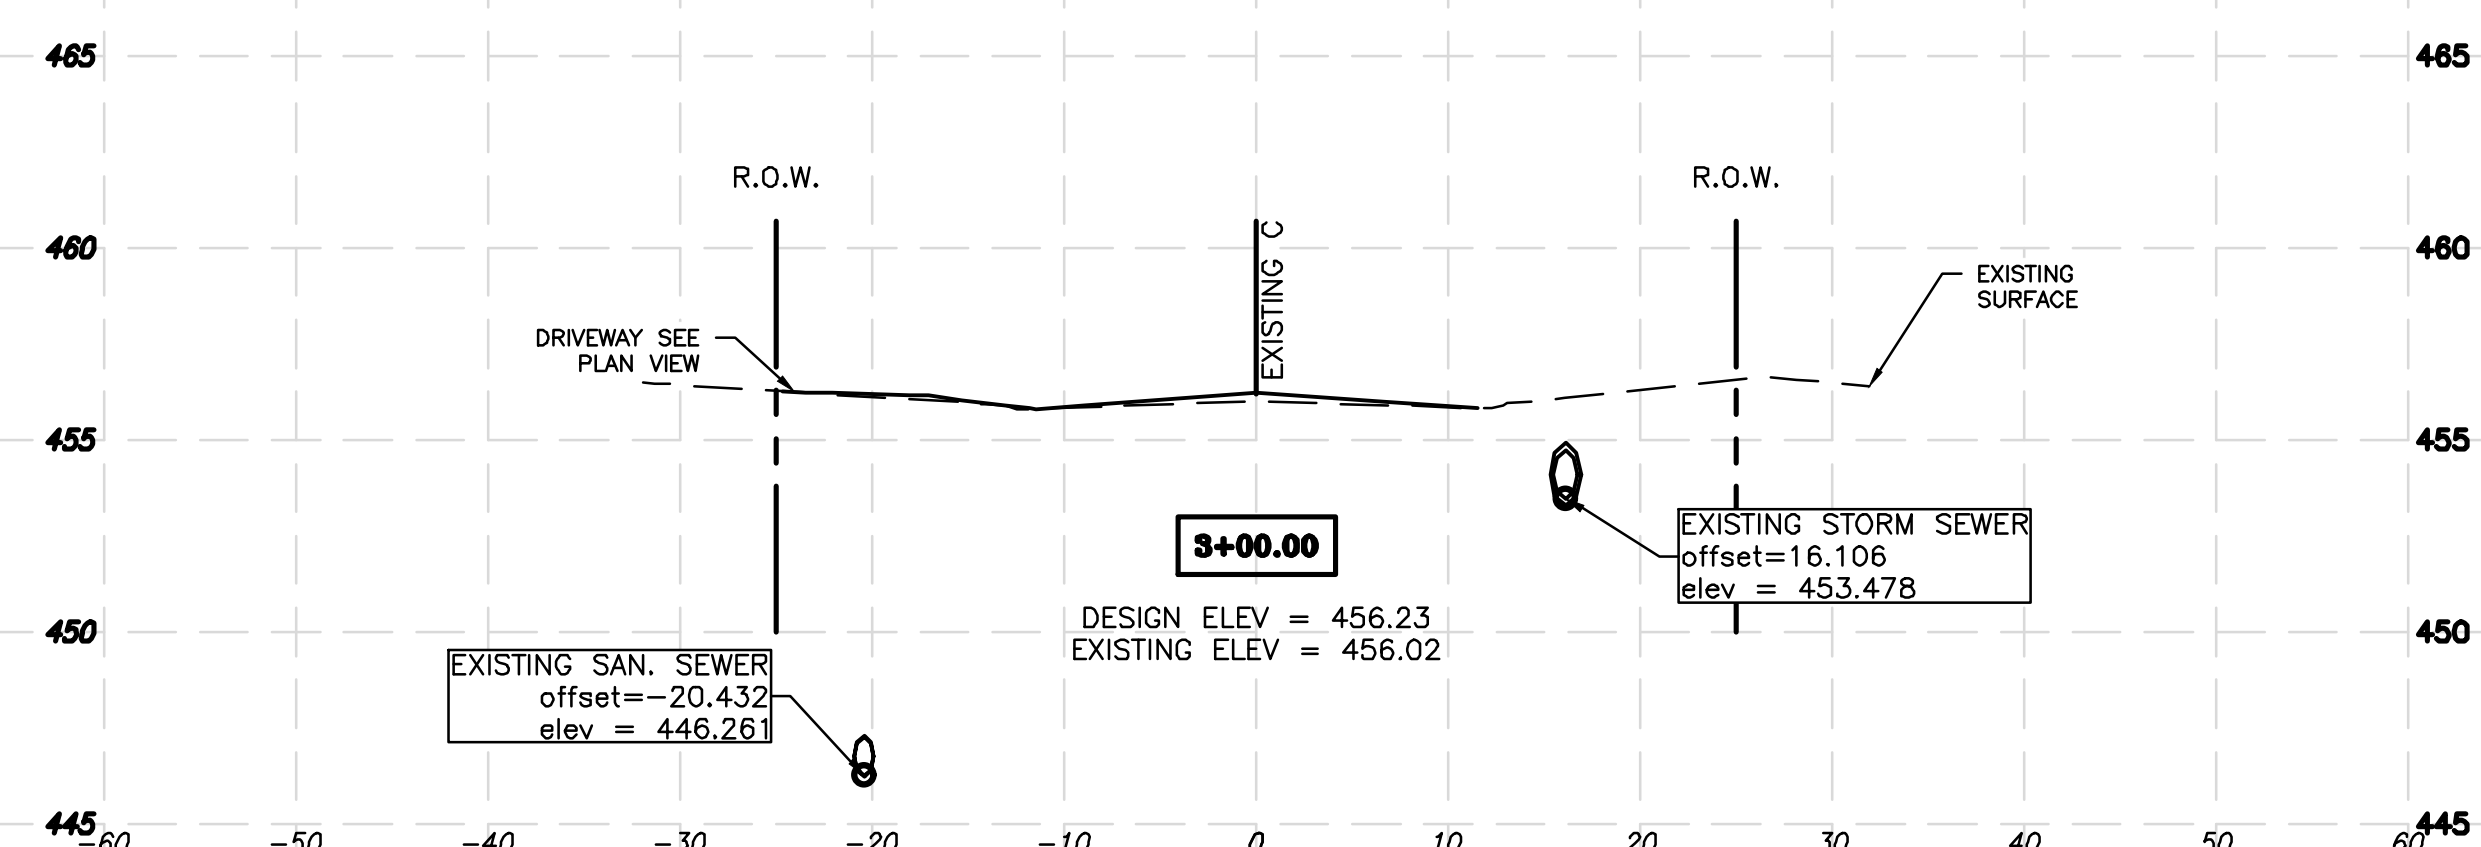 465 465
R.O.W. R.O.W.
460 460
EXISTING C
EXISTING
SURFACE
DRIVEWAY SEE
PLAN VIEW
455 455
3+00.00
EXISTING STORM SEWER
offset=16.106
elev = 453.478
DESIGN ELEV = 456.23
EXISTING ELEV = 456.02
450 450
EXISTING SAN. SEWER
offset=-20.432
elev = 446.261
445 445
-60 -50 -40 -30 -20 -10 0 10 20 30 40 50 60